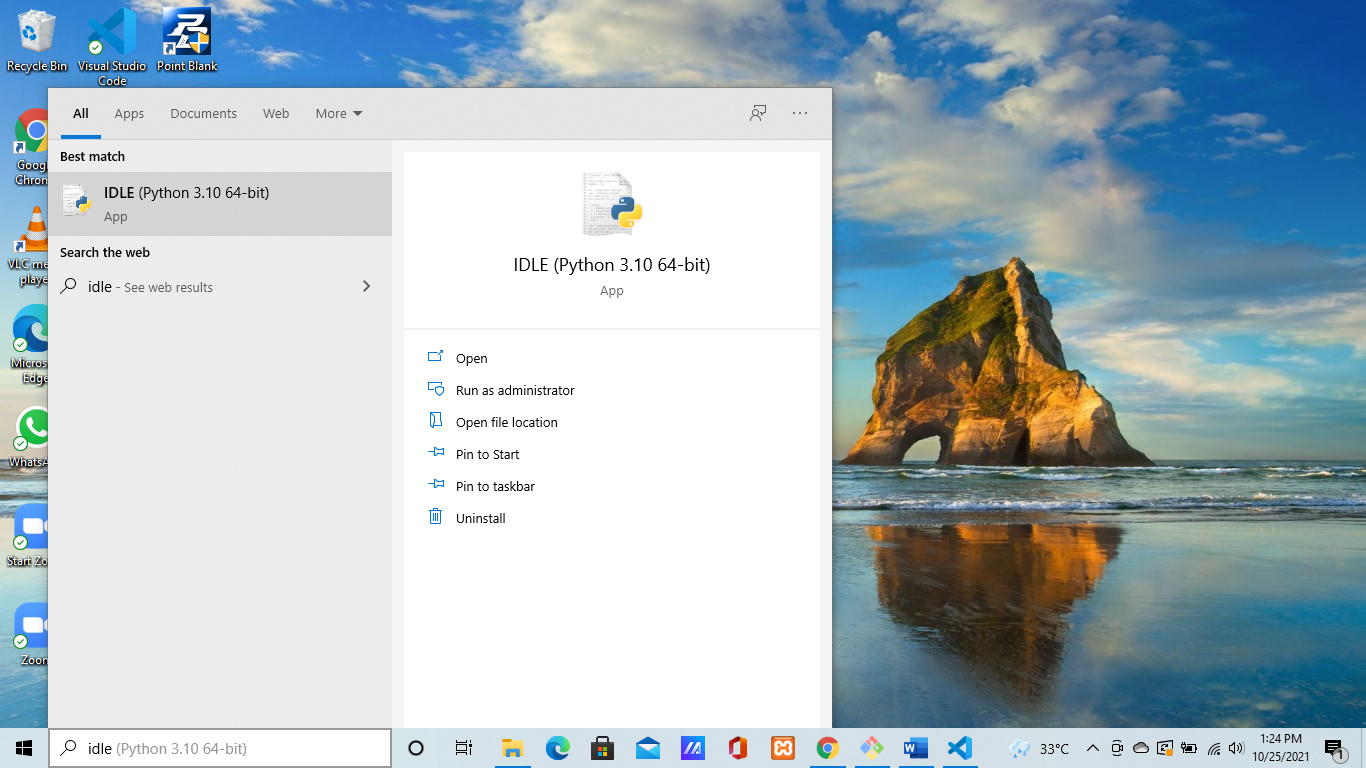 Recycle Bin
Visual Studio
Code
Point Blank
All
Apps
Documents
Web
More
Best match
IDLE (Python 3.10 64-bit)
App
Search the web
idle - See web results
IDLE (Python 3.10 64-bit)
App
Open
Run as administrator
Open file location
Pin to Start
Pin to taskbar
Uninstall
Goog
Chron
VLC me
playe
Micros
Edge
WhatsA
Start Zo
Zoon
idle (Python 3.10 64-bit)
33°C
1:24 PM
10/25/2021
1